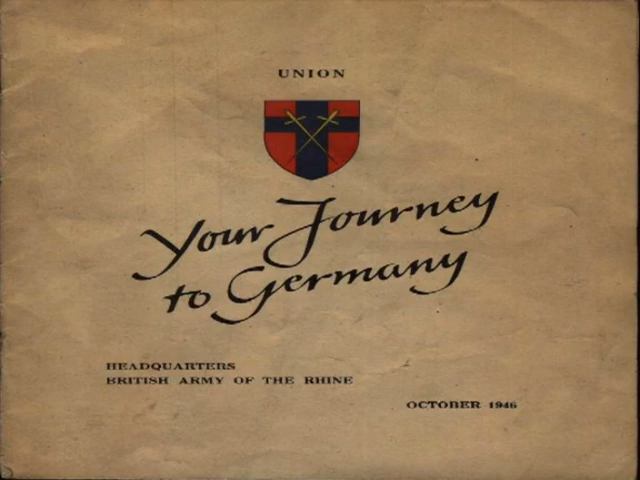 UNION
Your Journey
to Germany
HEADQUARTERS
BRITISH ARMY OF THE RHINE
OCTOBER 1946